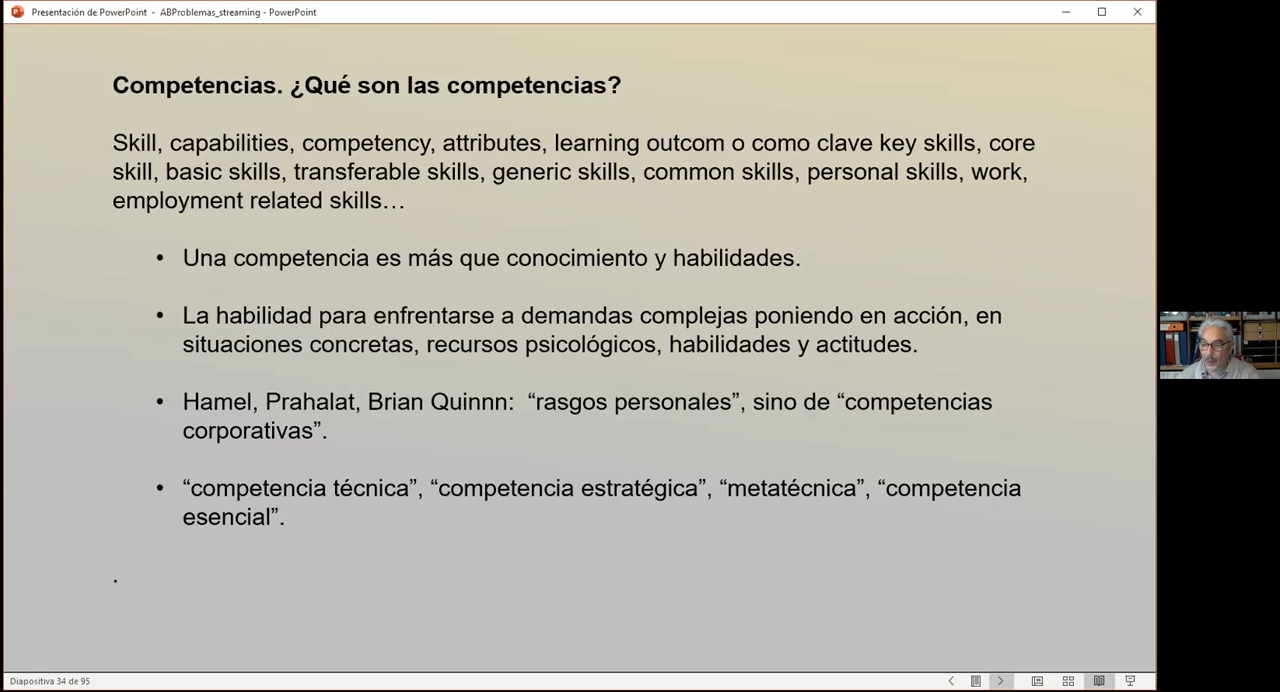 Presentación de PowerPoint - ABProblemas_streaming - PowerPoint
Competencias. ¿Qué son las competencias?
Skill, capabilities, competency, attributes, learning outcom o como clave key skills, core
skill, basic skills, transferable skills, generic skills, common skills, personal skills, work,
employment related skills…
• Una competencia es más que conocimiento y habilidades.
• La habilidad para enfrentarse a demandas complejas poniendo en acción, en
situaciones concretas, recursos psicológicos, habilidades y actitudes.
• Hamel, Prahalat, Brian Quinnn: “rasgos personales”, sino de “competencias
corporativas”.
• “competencia técnica”, “competencia estratégica”, “metatécnica”, “competencia
esencial”.
.
Diapositiva 34 de 95